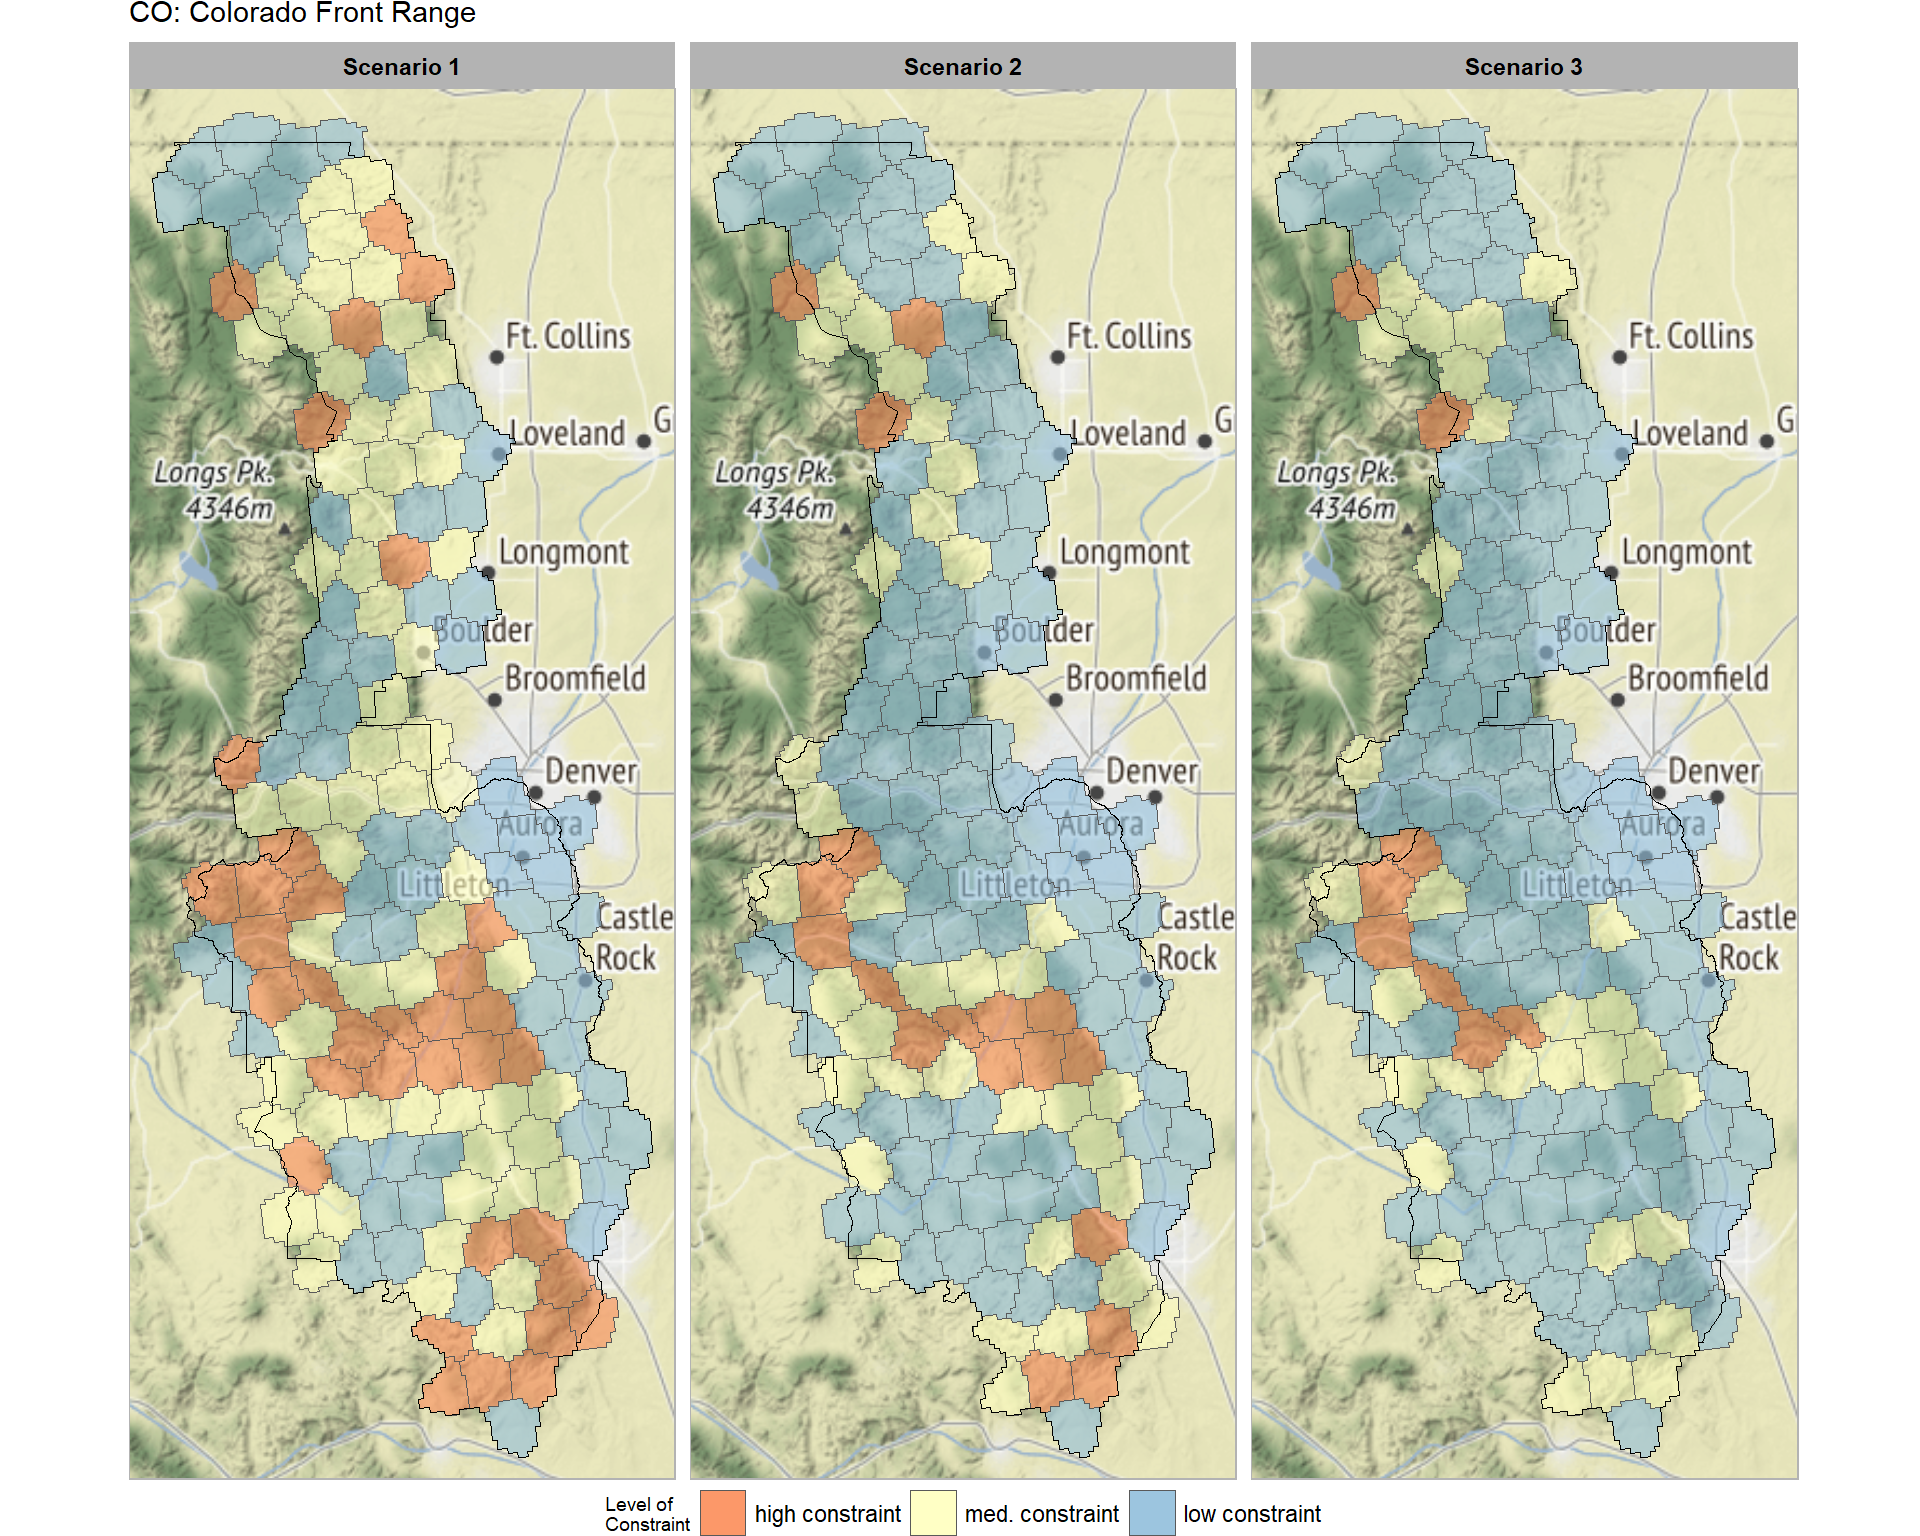 CO: Colorado Front Range
Scenario 1
Scenario 2
Scenario 3
Ft. Collins
Loveland
G
Longs Pk.
4346m
Longmont
Boulder
Broomfield
Denver
Aurora
Littleton
Castle
Rock
Ft. Collins
Loveland
G
Longs Pk.
4346m
Longmont
Boulder
Broomfield
Denver
Aurora
Littleton
Castle
Rock
Ft. Collins
Loveland
G
Longs Pk.
4346m
Longmont
Boulder
Broomfield
Denver
Aurora
Littleton
Castle
Rock
Level of
Constraint
high constraint
med. constraint
low constraint